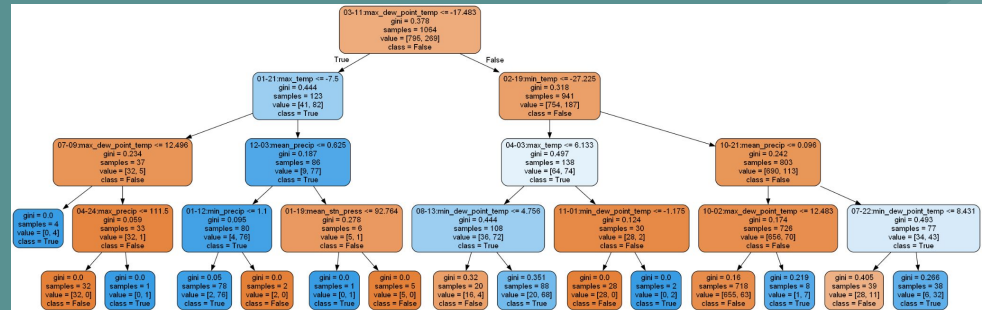 03-11:max_dew_point_temp <= -17.483
gini = 0.378
samples = 1064
value = [795, 269]
class = False
True
False
01-21:max_temp <= -7.5
gini = 0.444
samples = 123
value = [41, 82]
class = True
02-19:min_temp <= -27.225
gini = 0.318
samples = 941
value = [754, 187]
class = False
07-09:max_dew_point_temp <= 12.496
gini = 0.234
samples = 37
value = [32, 5]
class = False
12-03:mean_precip <= 0.625
gini = 0.187
samples = 86
value = [9, 77]
class = True
04-03:max_temp <= 6.133
gini = 0.497
samples = 138
value = [64, 74]
class = True
10-21:mean_precip <= 0.096
gini = 0.242
samples = 803
value = [690, 113]
class = False
gini = 0.0
samples = 4
value = [0, 4]
class = True
04-24:max_precip <= 111.5
gini = 0.059
samples = 33
value = [32, 1]
class = False
01-12:min_precip <= 1.1
gini = 0.095
samples = 80
value = [4, 76]
class = True
01-19:mean_stn_press <= 92.764
gini = 0.278
samples = 6
value = [5, 1]
class = False
08-13:min_dew_point_temp <= 4.756
gini = 0.444
samples = 108
value = [36, 72]
class = True
11-01:min_dew_point_temp <= -1.175
gini = 0.124
samples = 30
value = [28, 2]
class = False
10-02:max_dew_point_temp <= 12.483
gini = 0.174
samples = 726
value = [656, 70]
class = False
07-22:min_dew_point_temp <= 8.431
gini = 0.493
samples = 77
value = [34, 43]
class = True
gini = 0.0
samples = 32
value = [32, 0]
class = False
gini = 0.0
samples = 1
value = [0, 1]
class = True
gini = 0.05
samples = 78
value = [2, 76]
class = True
gini = 0.0
samples = 2
value = [2, 0]
class = False
gini = 0.0
samples = 1
value = [0, 1]
class = True
gini = 0.0
samples = 5
value = [5, 0]
class = False
gini = 0.32
samples = 20
value = [16, 4]
class = False
gini = 0.351
samples = 88
value = [20, 68]
class = True
gini = 0.0
samples = 28
value = [28, 0]
class = False
gini = 0.0
samples = 2
value = [0, 2]
class = True
gini = 0.16
samples = 718
value = [655, 63]
class = False
gini = 0.219
samples = 8
value = [1, 7]
class = True
gini = 0.405
samples = 39
value = [28, 11]
class = False
gini = 0.266
samples = 38
value = [6, 32]
class = True